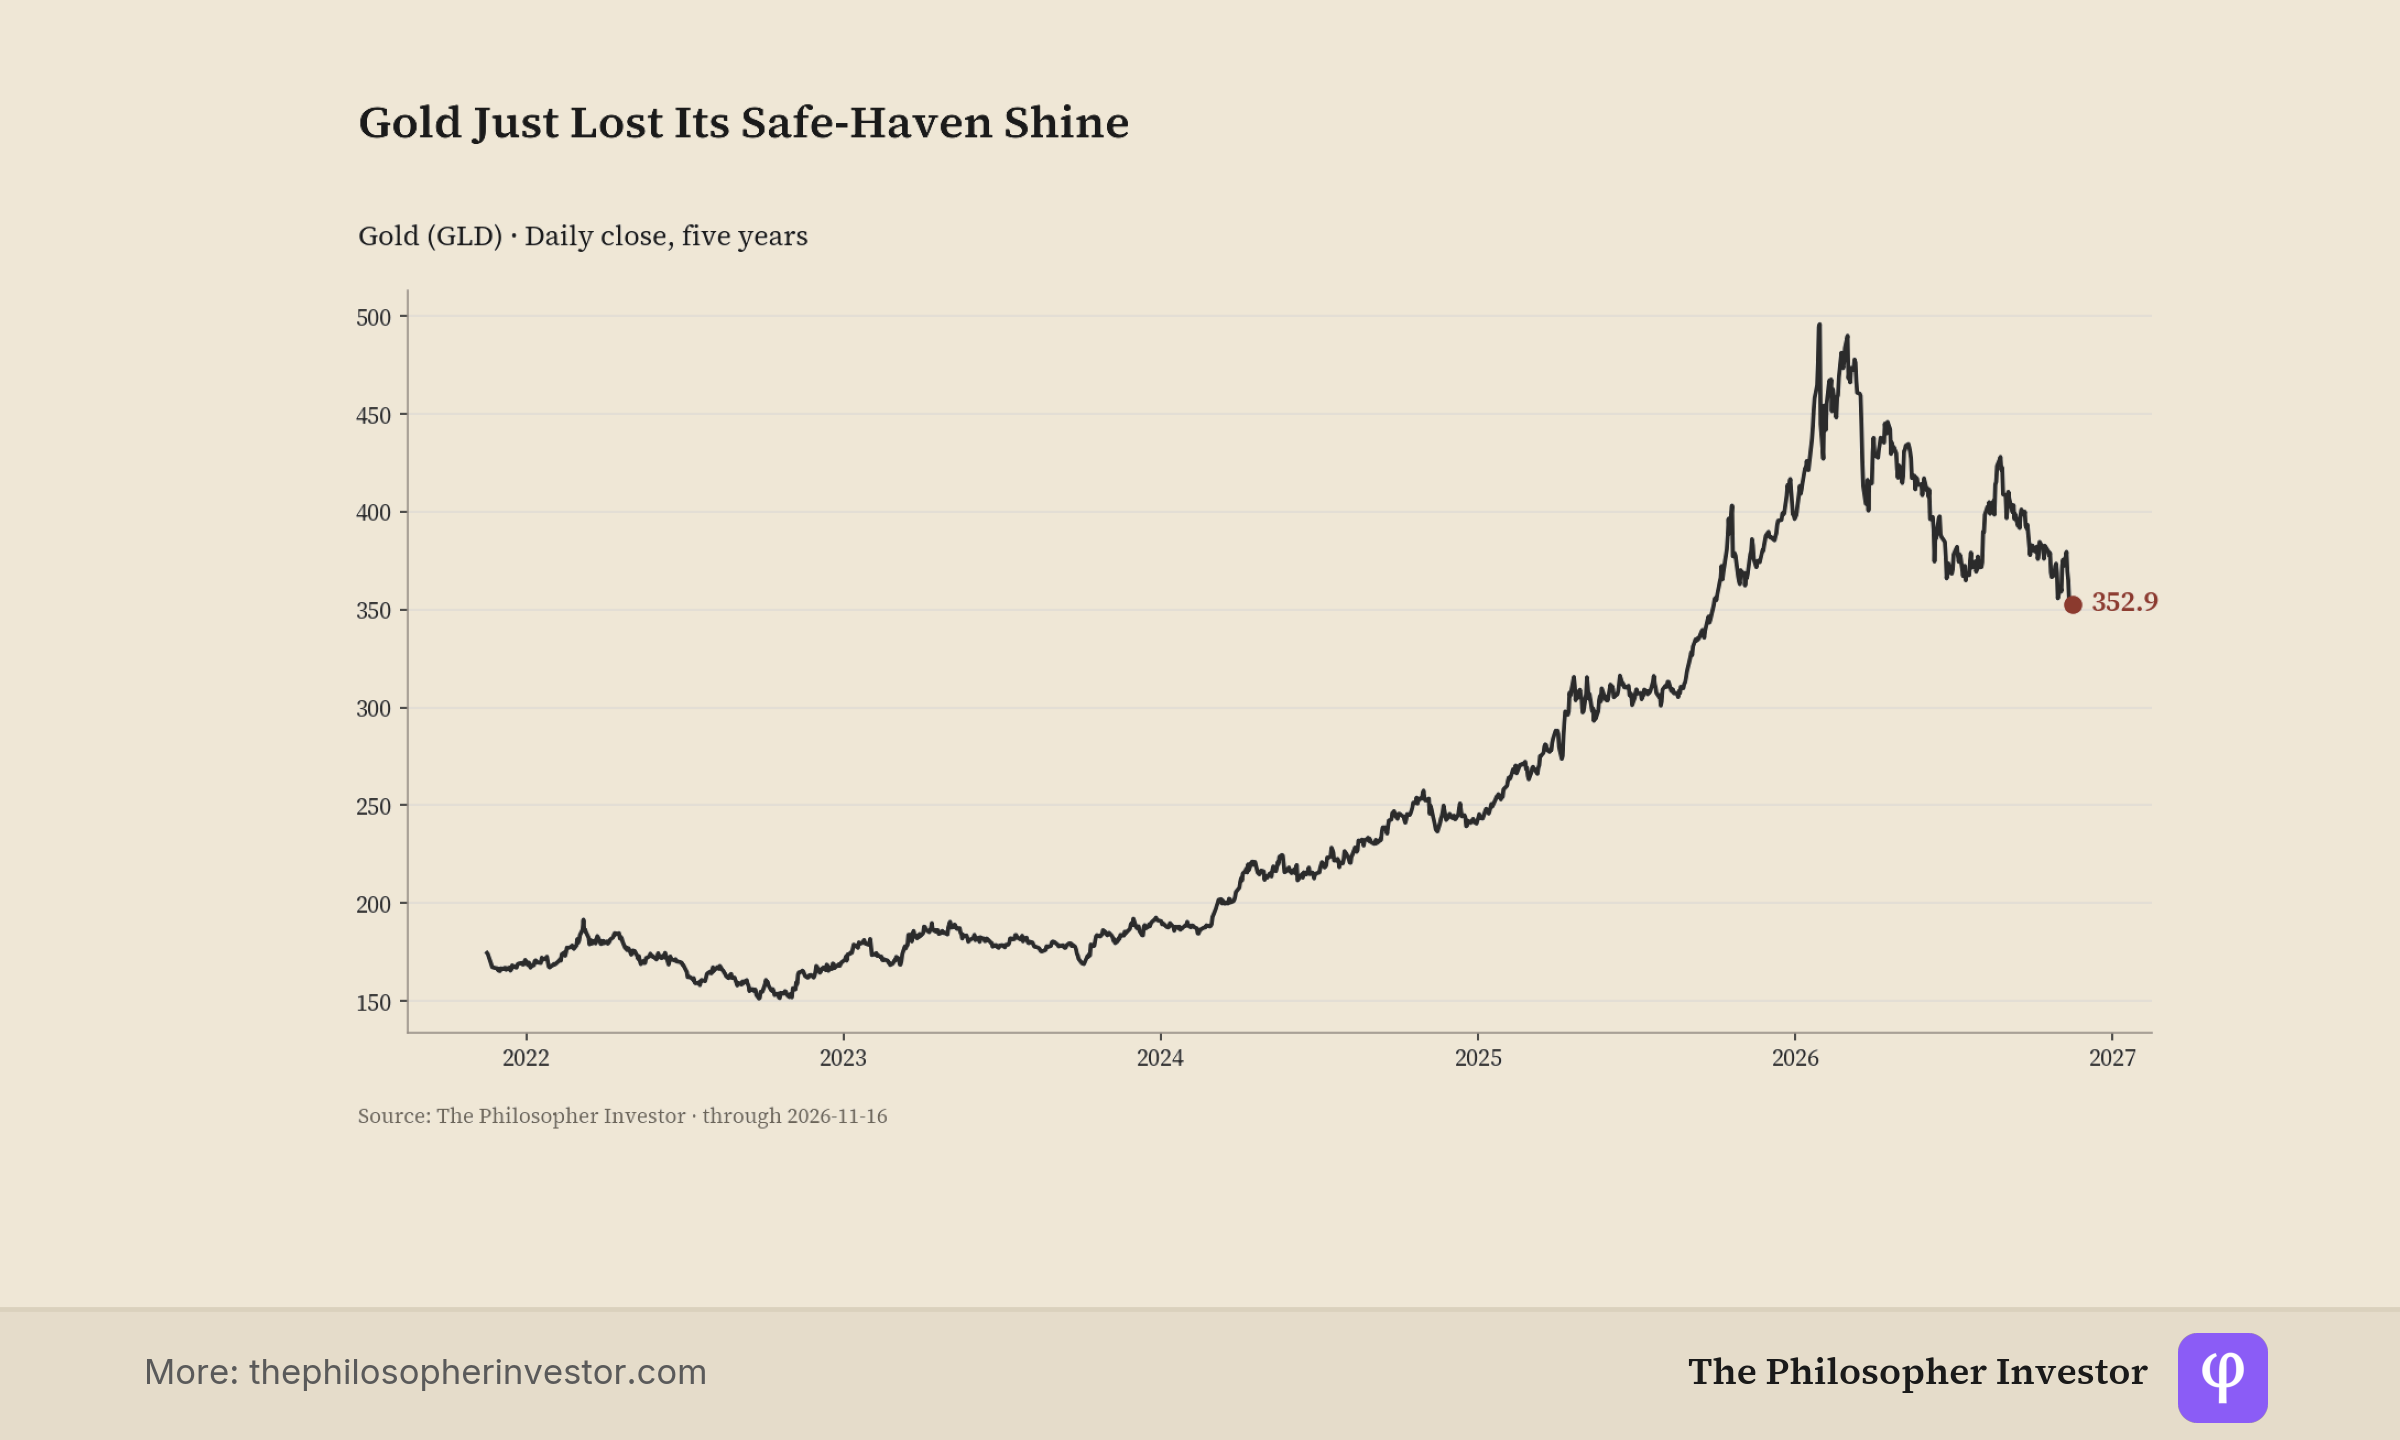 Gold Just Lost Its Safe-Haven Shine
Gold (GLD) · Daily close, five years
500
450
400
350
300
250
200
150
352.9
2022
2023
2024
2025
2026
2027
Source: The Philosopher Investor · through 2026-11-16
More: thephilosopherinvestor.com
The Philosopher Investor
φ